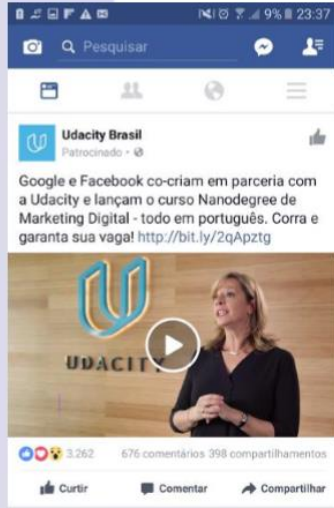 9% 23:37
Pesquisar
Udacity Brasil
Patrocinado ·
Google e Facebook co-criam em parceria com
a Udacity e lançam o curso Nanodegree de
Marketing Digital - todo em português. Corra e
garanta sua vaga! http://bit.ly/2qApztg
UDACITY
3.262 676 comentários 398 compartilhamentos
Curtir Comentar Compartilhar